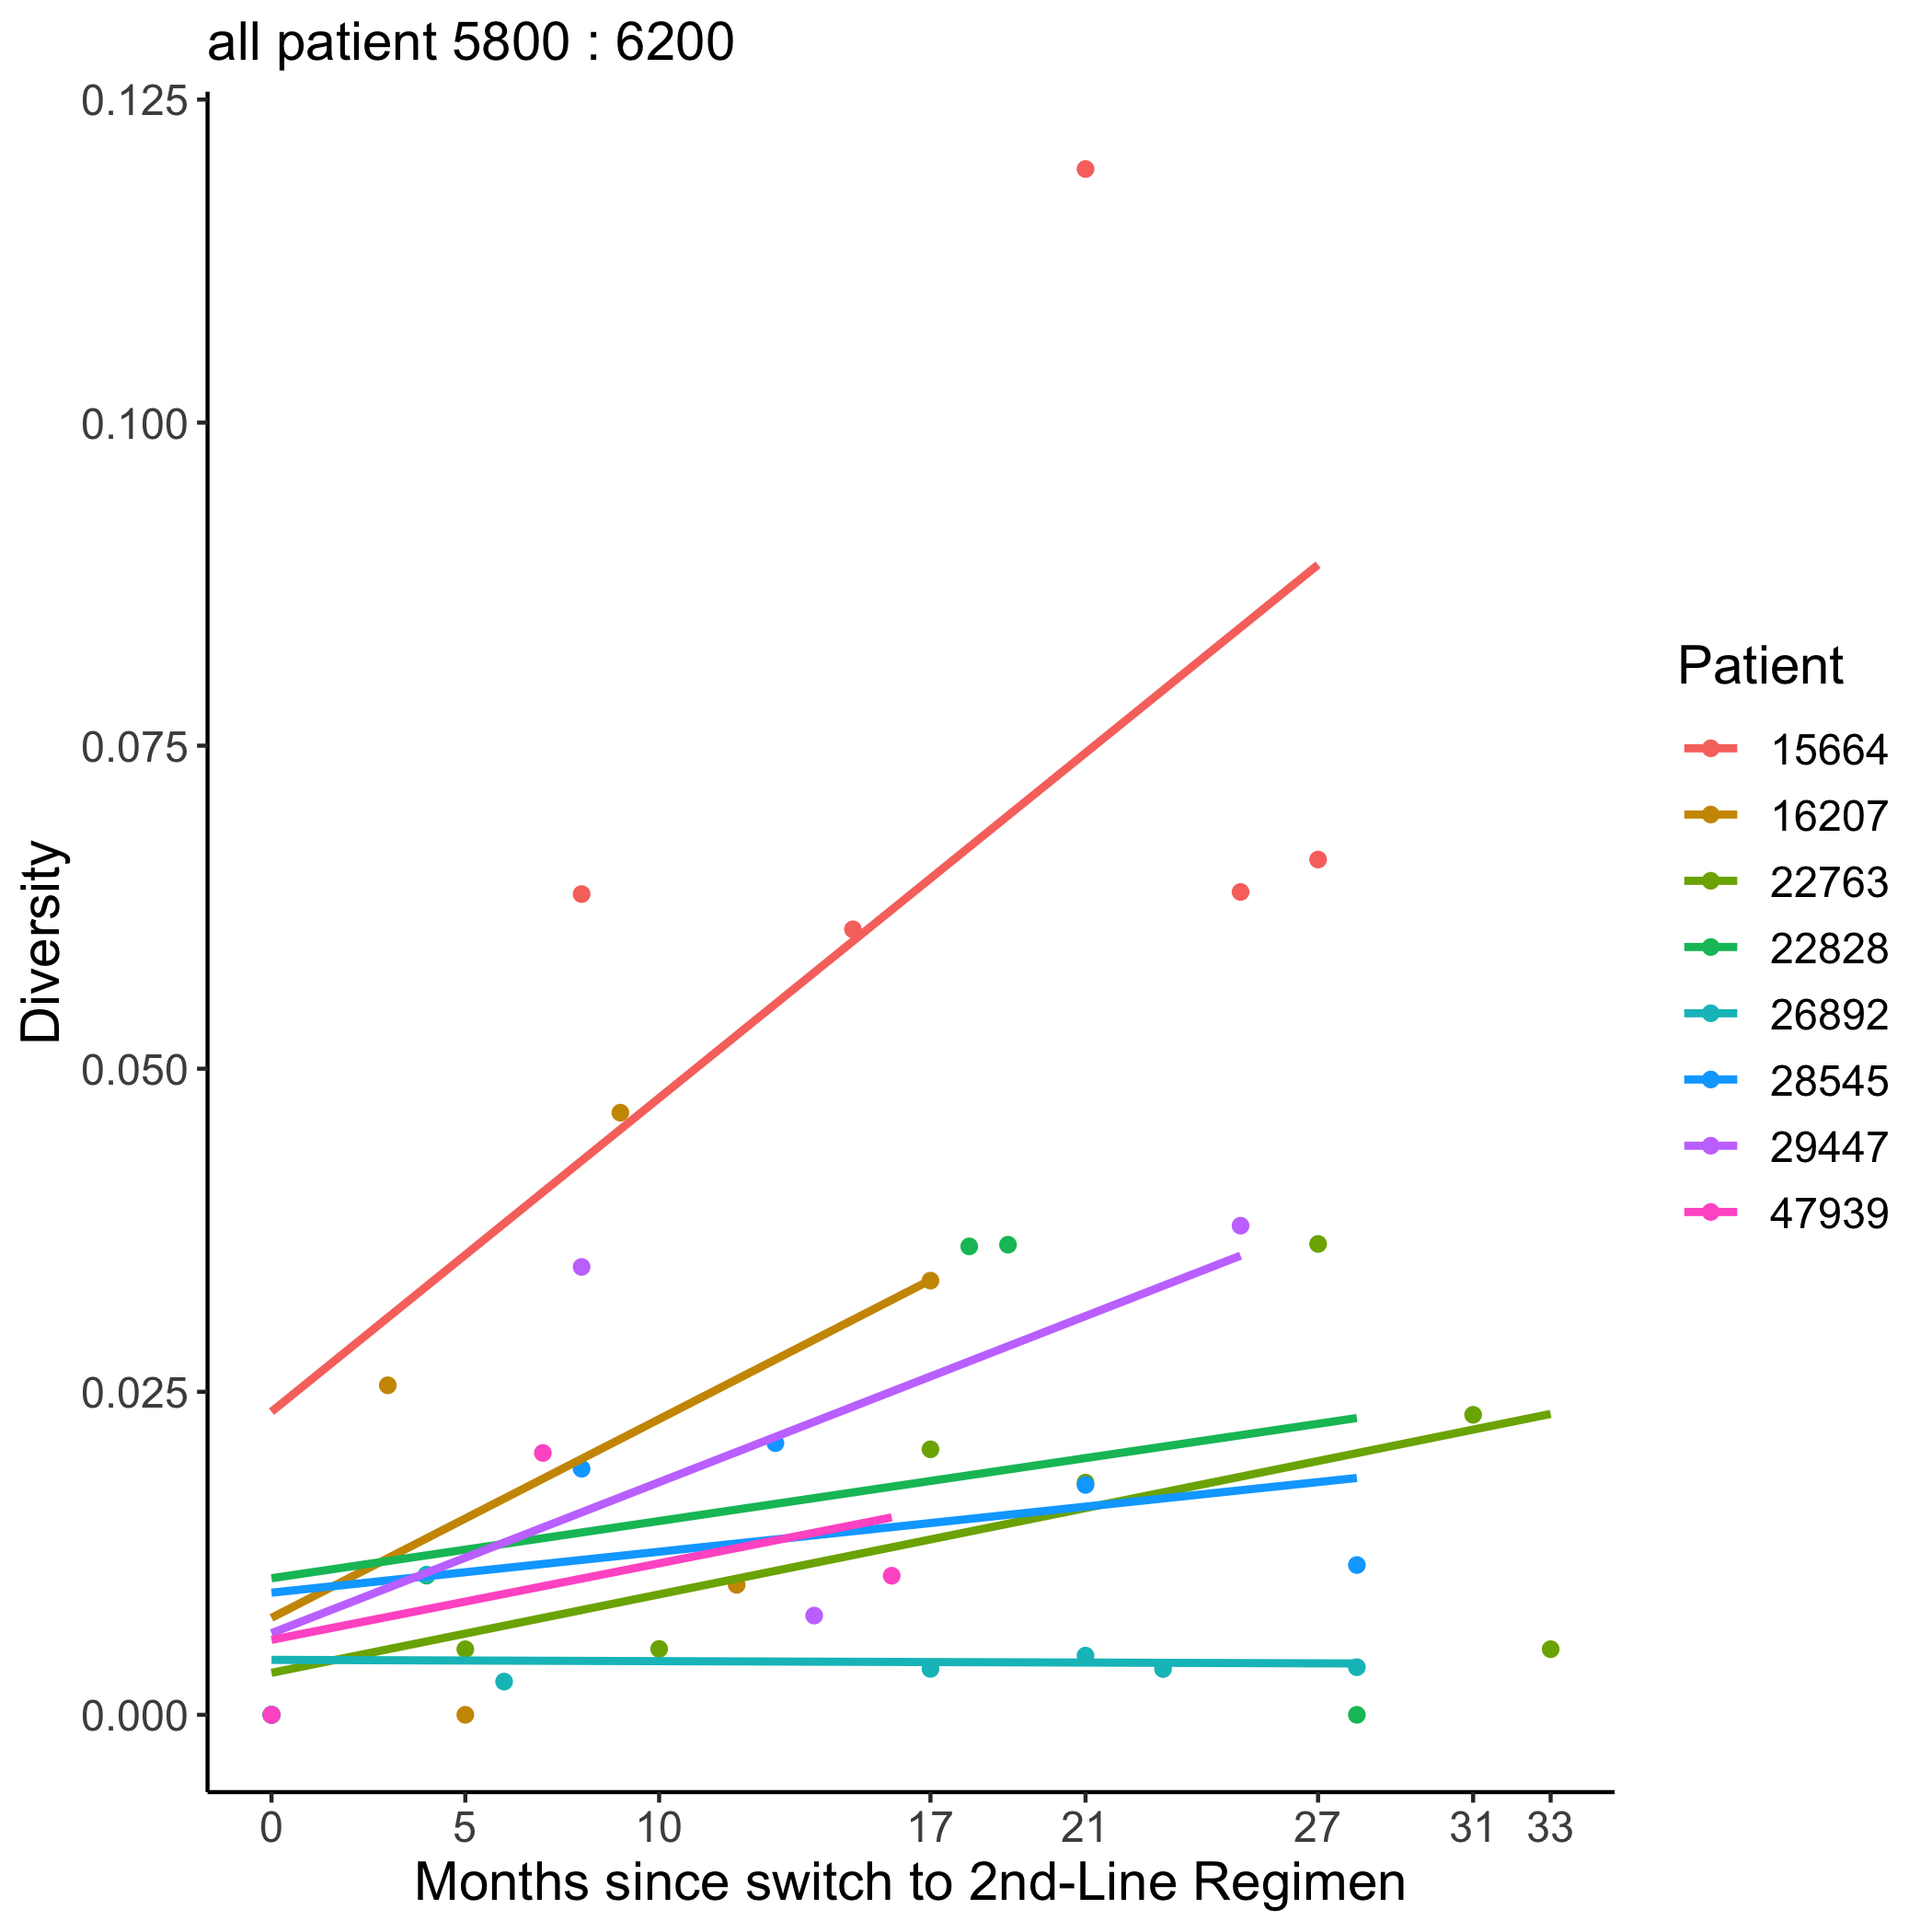 all patient 5800 : 6200
0.125
0.100
0.075
0.050
0.025
0.000
Diversity
0 5 10 17 21 27 31 33
Months since switch to 2nd-Line Regimen
Patient
15664
16207
22763
22828
26892
28545
29447
47939